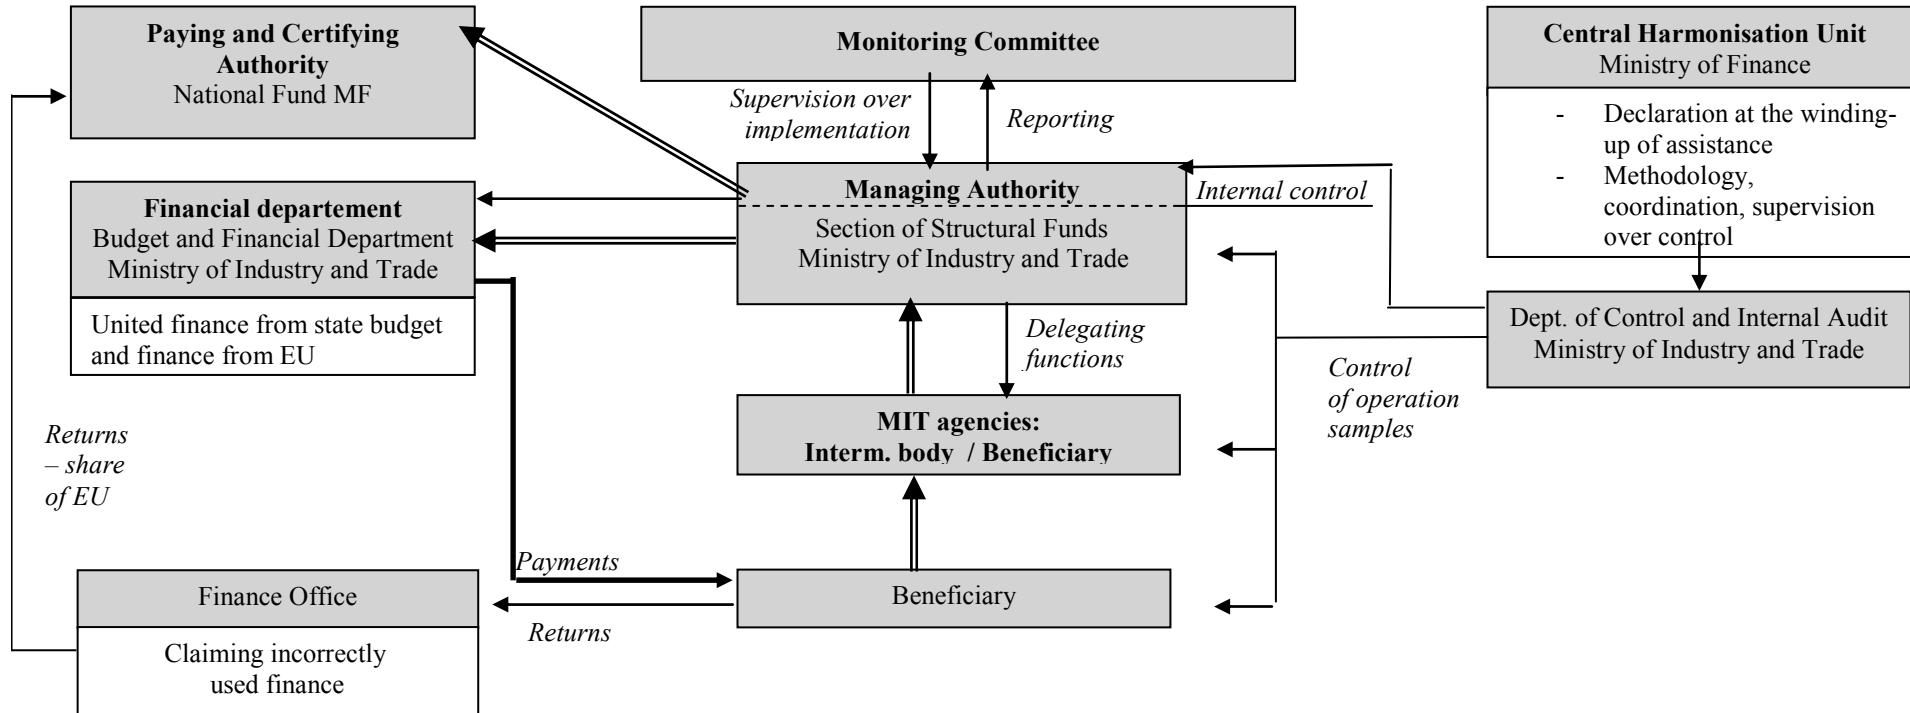 Paying and Certifying
Authority
National Fund MF
Monitoring Committee
Central Harmonisation Unit
Ministry of Finance
- Declaration at the winding-
up of assistance
- Methodology,
coordination, supervision
over control
Supervision over
implementation
Reporting
Managing Authority
Section of Structural Funds
Ministry of Industry and Trade
Internal control
Financial departement
Budget and Financial Department
Ministry of Industry and Trade
United finance from state budget
and finance from EU
Dept. of Control and Internal Audit
Ministry of Industry and Trade
Delegating
functions
Control
of operation
samples
MIT agencies:
Interm. body / Beneficiary
Returns
– share
of EU
Payments
Beneficiary
Returns
Finance Office
Claiming incorrectly
used finance